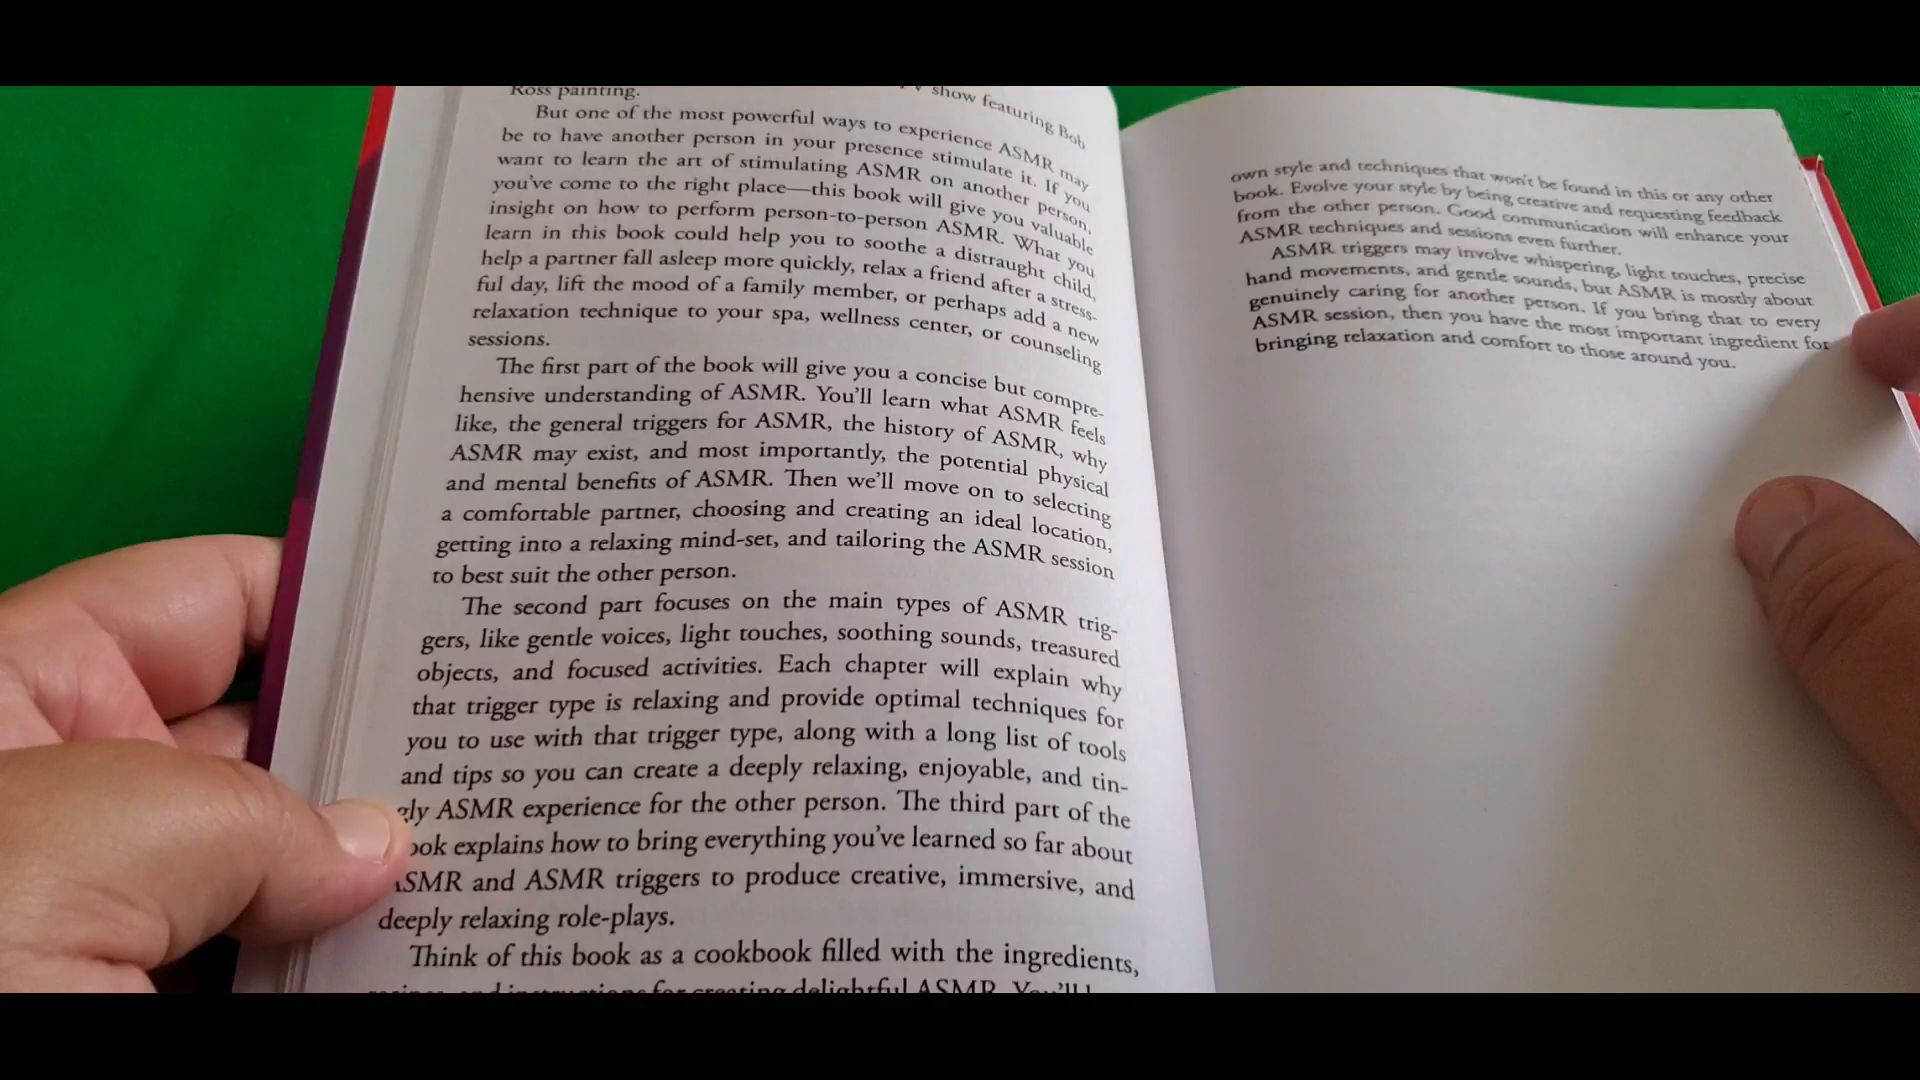 show featuring Bob
Ross painting.
But one of the most powerful ways to experience ASMR may
be to have another person in your presence stimulate it. If you
want to learn the art of stimulating ASMR on another person,
you've come to the right place—this book will give you valuable
insight on how to perform person-to-person ASMR. What you
learn in this book could help you to soothe a distraught child,
help a partner fall asleep more quickly, relax a friend after a stress-
ful day, lift the mood of a family member, or perhaps add a new
relaxation technique to your spa, wellness center, or counseling
sessions.
The first part of the book will give you a concise but compre-
hensive understanding of ASMR. You'll learn what ASMR feels
like, the general triggers for ASMR, the history of ASMR, why
ASMR may exist, and most importantly, the potential physical
and mental benefits of ASMR. Then we'll move on to selecting
a comfortable partner, choosing and creating an ideal location,
getting into a relaxing mind-set, and tailoring the ASMR session
to best suit the other person.
The second part focuses on the main types of ASMR trig-
gers, like gentle voices, light touches, soothing sounds, treasured
objects, and focused activities. Each chapter will explain why
that trigger type is relaxing and provide optimal techniques for
you to use with that trigger type, along with a long list of tools
and tips so you can create a deeply relaxing, enjoyable, and tin-
gly ASMR experience for the other person. The third part of the
ook explains how to bring everything you've learned so far about
ASMR and ASMR triggers to produce creative, immersive, and
deeply relaxing role-plays.
Think of this book as a cookbook filled with the ingredients,
and instructions for creating delightful ASMR. You'll
own style and techniques that won't be found in this or any other
book. Evolve your style by being creative and requesting feedback
from the other person. Good communication will enhance your
ASMR techniques and sessions even further.
ASMR triggers may involve whispering, light touches, precise
hand movements, and gentle sounds, but ASMR is mostly about
genuinely caring for another person. If you bring that to every
ASMR session, then you have the most important ingredient for
bringing relaxation and comfort to those around you.